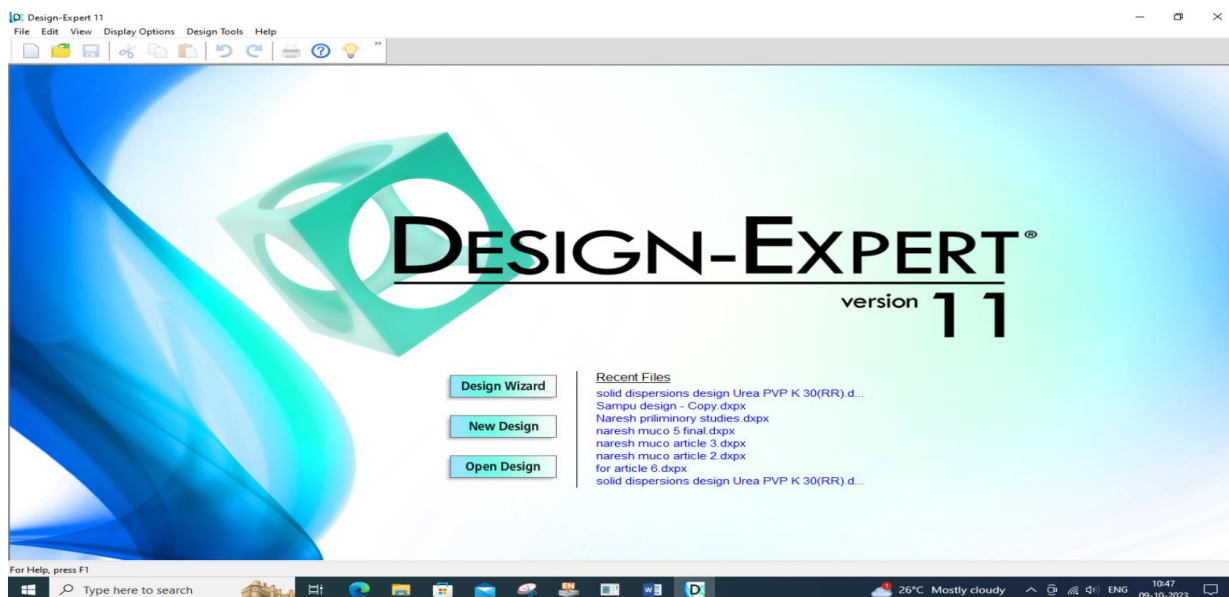 Design-Expert 11
File Edit View Display Options Design Tools Help
DESIGN-EXPERT®
version 11
Design Wizard
New Design
Open Design
Recent Files
solid dispersions design Urea PVP K 30(RR).d...
Sampu design - Copy.dxpx
Naresh priliminory studies.dxpx
naresh muco 5 final.dxpx
naresh muco article 3.dxpx
naresh muco article 2.dxpx
for article 6.dxpx
solid dispersions design Urea PVP K 30(RR).d...
For Help, press F1
Type here to search
26°C Mostly cloudy
ENG
10:47
09-10-2023